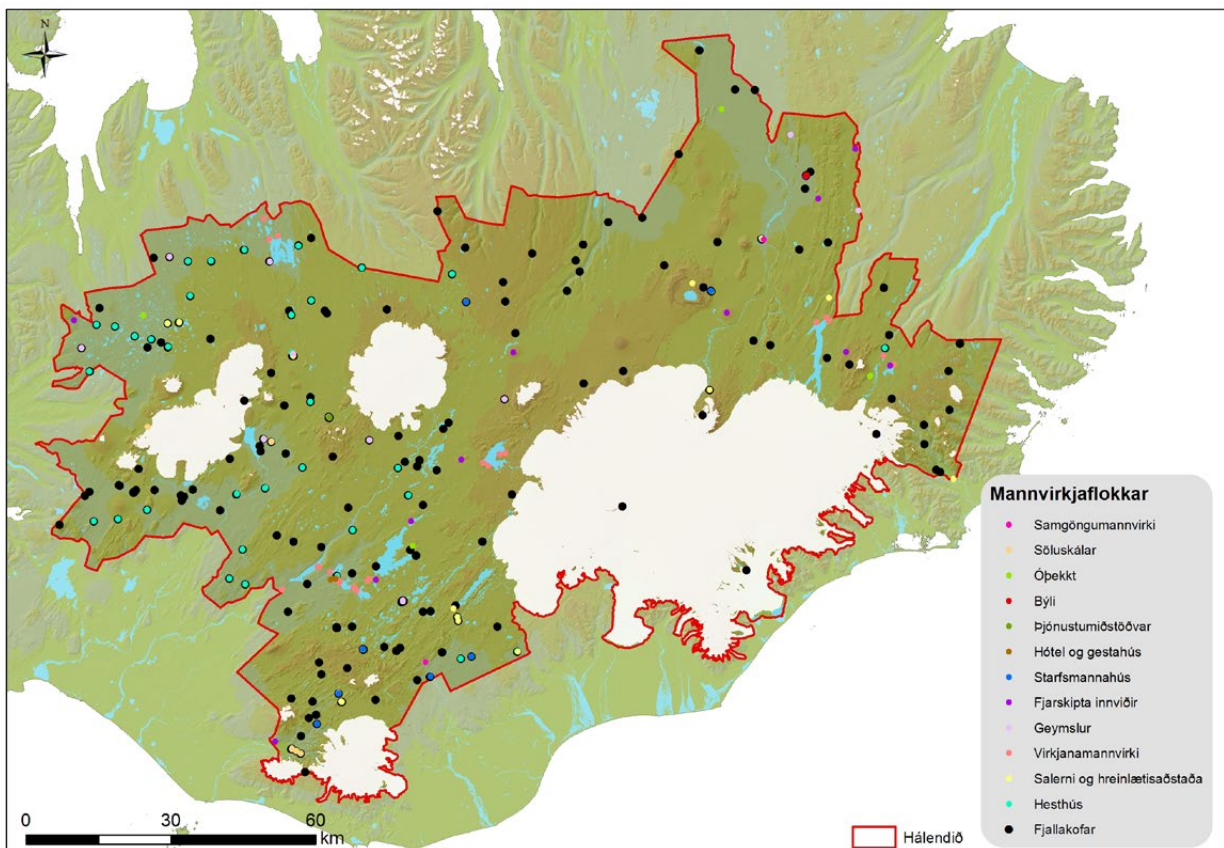 N
Mannvirkjaflokkar
Samgöngumannvirki
Söluskálar
Óþekkt
Býli
Þjónustumiðstöðvar
Hótel og gestahús
Starfsmannahús
Fjarskipta innviðir
Geymslur
Virkjanamannvirki
Salerni og hreinlætisaðstaða
Hesthús
Fjallakofar
0 30 60
km
Hálendið